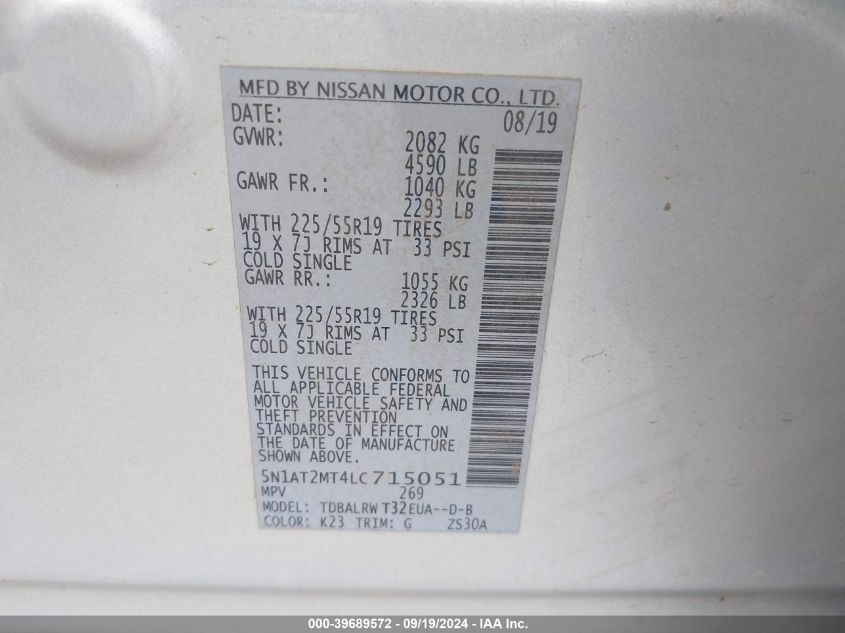 MFD BY NISSAN MOTOR CO., LTD.
DATE: 08/19
GVWR: 2082 KG
4590 LB
GAWR FR.: 1040 KG
2293 LB
WITH 225/55R19 TIRES
19 X 7J RIMS AT 33 PSI
COLD SINGLE
GAWR RR.: 1055 KG
2326 LB
WITH 225/55R19 TIRES
19 X 7J RIMS AT 33 PSI
COLD SINGLE
THIS VEHICLE CONFORMS TO
ALL APPLICABLE FEDERAL
MOTOR VEHICLE SAFETY AND
THEFT PREVENTION
STANDARDS IN EFFECT ON
THE DATE OF MANUFACTURE
SHOWN ABOVE.
5N1AT2MT4LC715051
MPV 269
MODEL: TDBALRW T32EUA--D-B
COLOR: K23 TRIM: G ZS30A
000-39689572 - 09/19/2024 - IAA Inc.